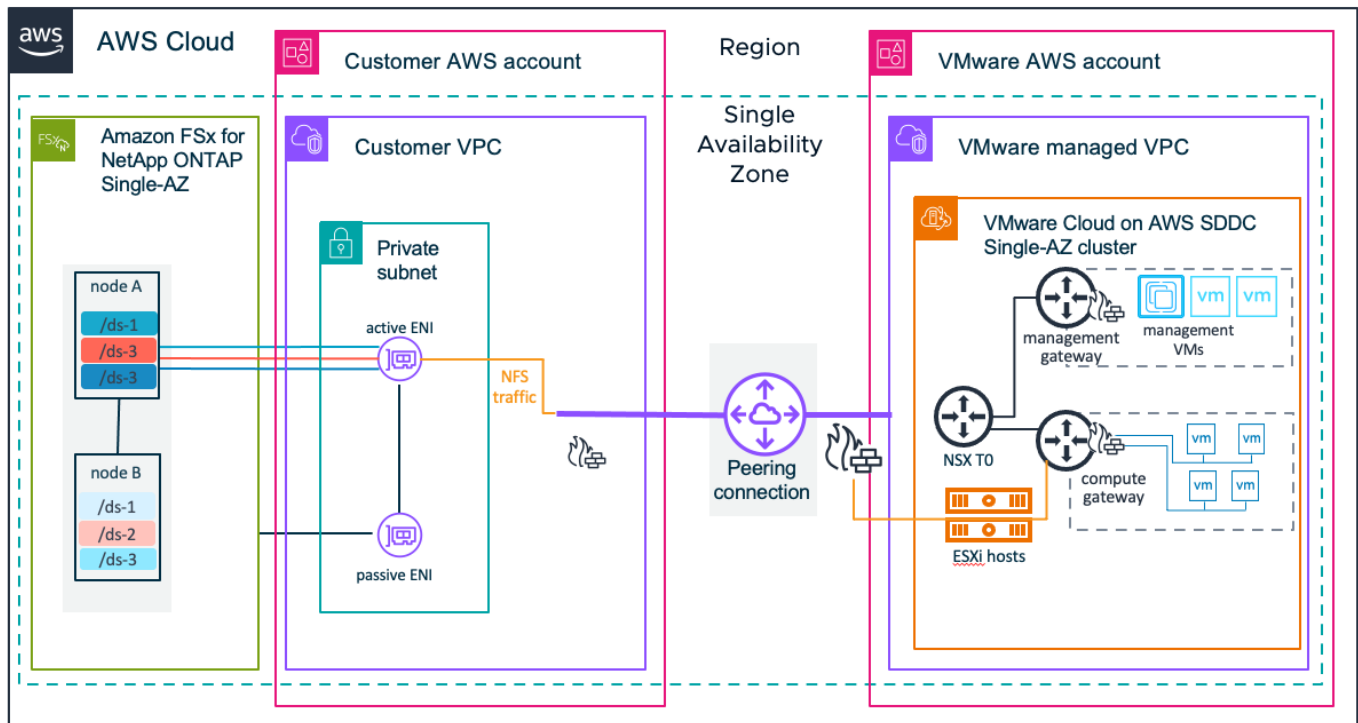 aws
AWS Cloud
Customer AWS account
Region
VMware AWS account
FSx
N
Amazon FSx for
NetApp ONTAP
Single-AZ
Customer VPC
Single
Availability
Zone
VMware managed VPC
VMware Cloud on AWS SDDC
Single-AZ cluster
Private
subnet
node A
/ds-1
/ds-3
/ds-3
active ENI
NFS
traffic
node B
/ds-1
/ds-2
/ds-3
passive ENI
Peering
connection
management
gateway
vm
vm
management
VMs
NSX T0
compute
gateway
vm
vm
vm
vm
ESXi hosts